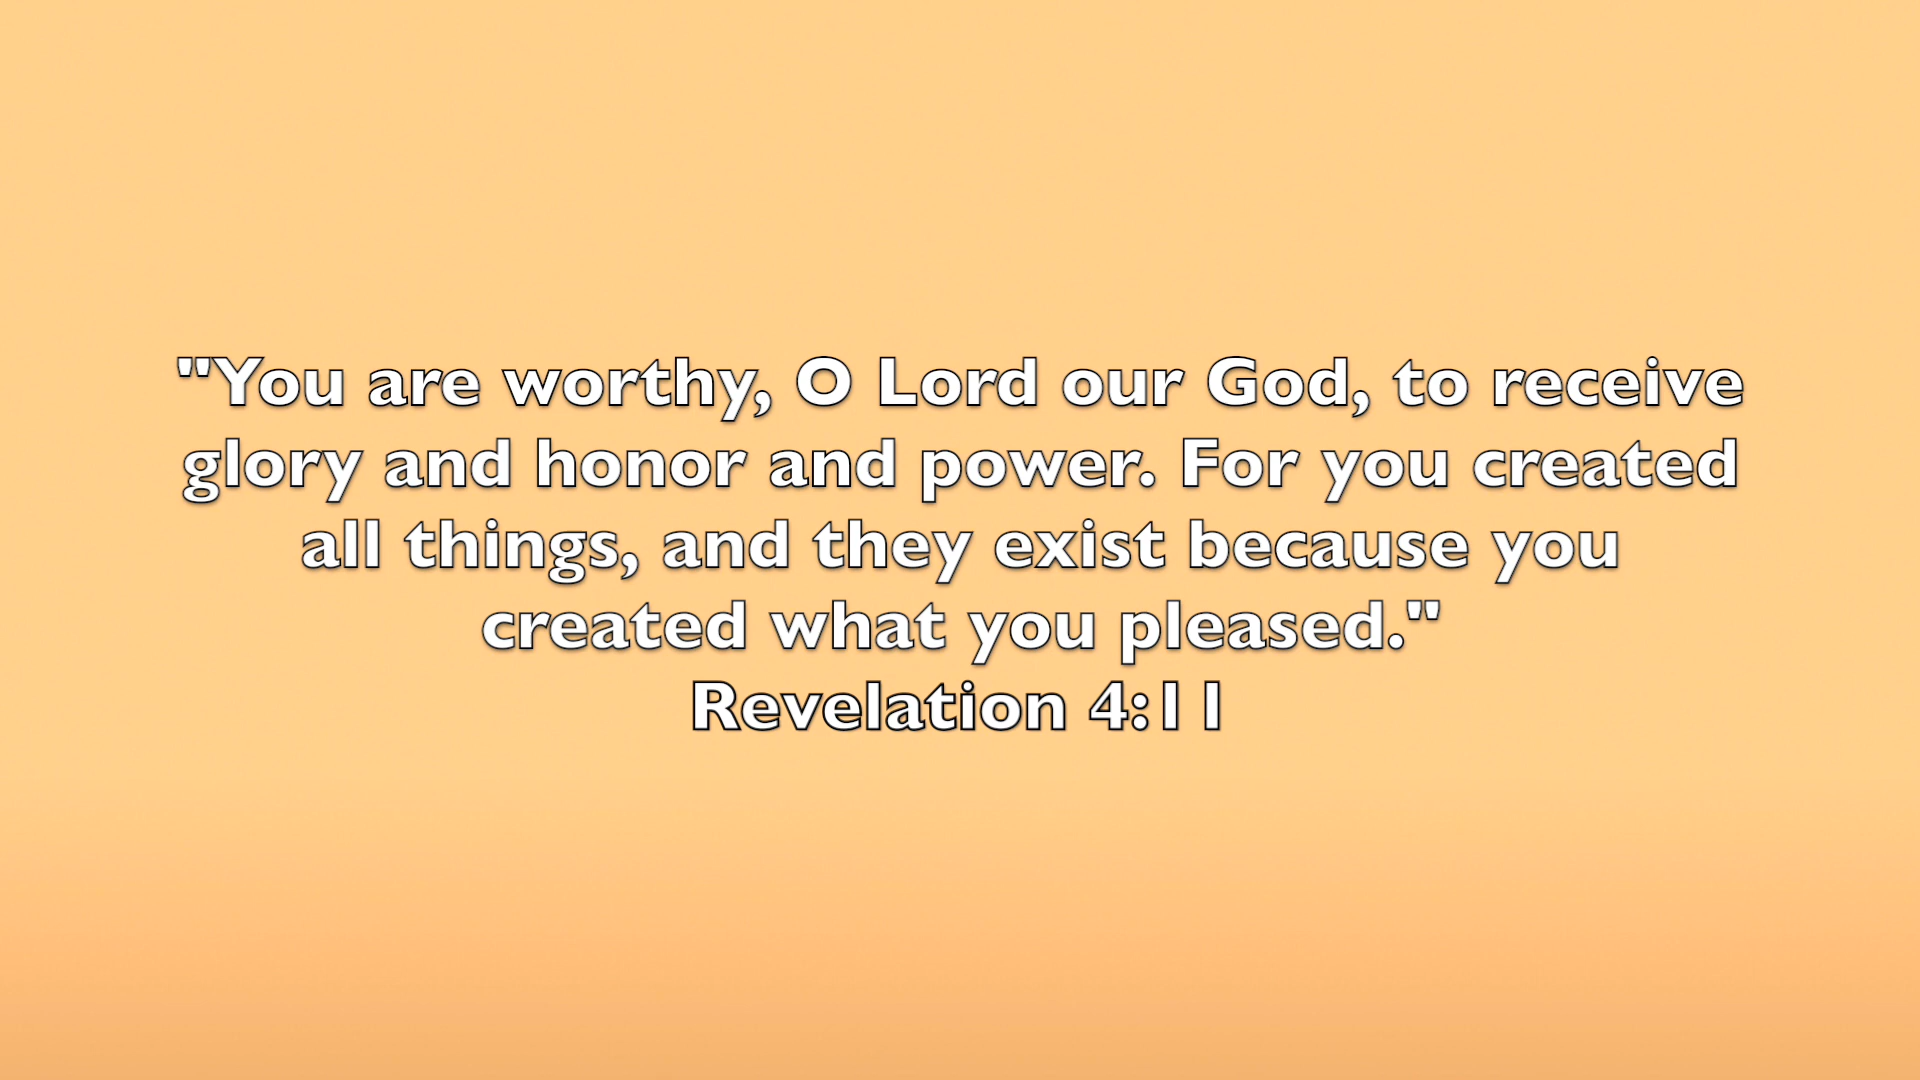 "You are worthy, O Lord our God, to receive
glory and honor and power. For you created
all things, and they exist because you
created what you pleased."
Revelation 4:11